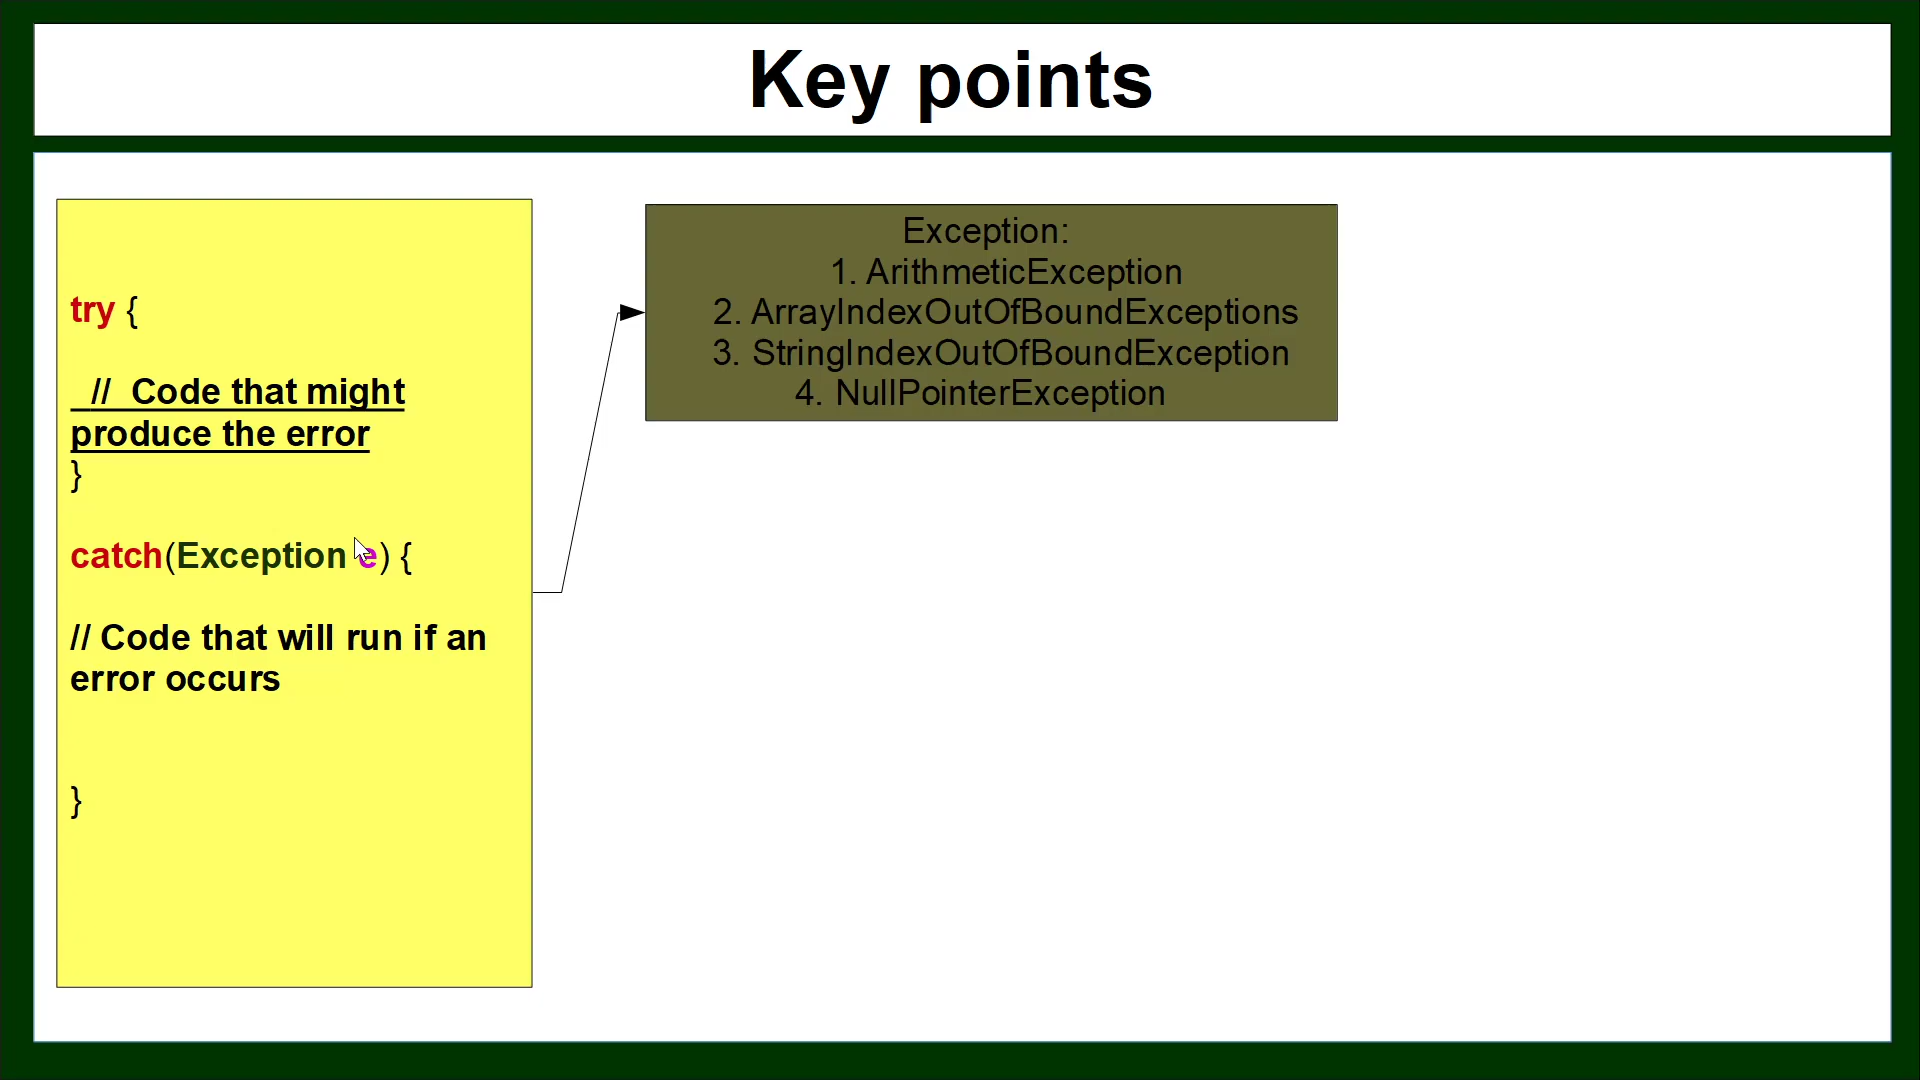 Key points
try {
// Code that might
produce the error
}
catch(Exception e) {
// Code that will run if an
error occurs
}
Exception:
1. ArithmeticException
2. ArrayIndexOutOfBoundExceptions
3. StringIndexOutOfBoundException
4. NullPointerException